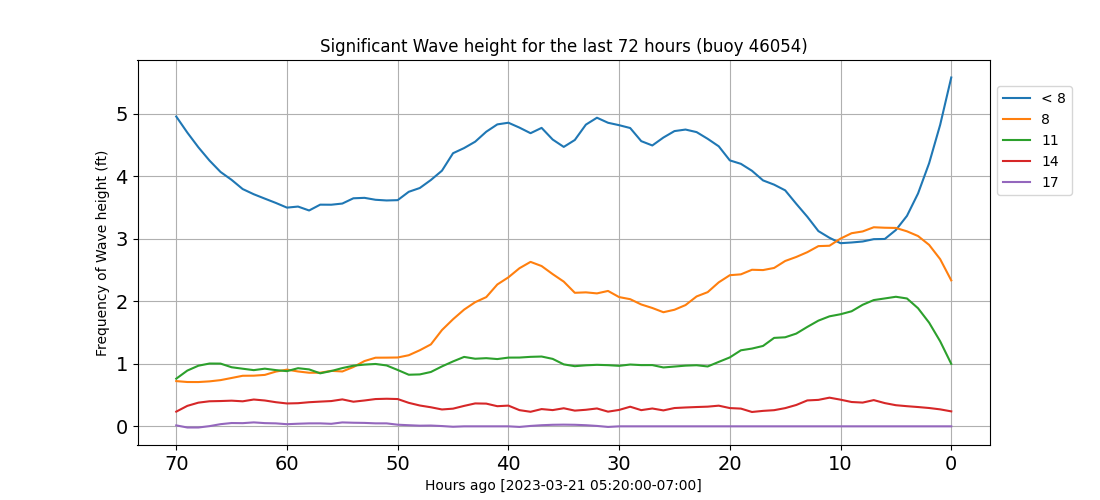 Significant Wave height for the last 72 hours (buoy 46054)
Frequency of Wave height (ft)
5
4
3
2
1
0
70 60 50 40 30 20 10 0
Hours ago [2023-03-21 05:20:00-07:00]
< 8
8
11
14
17